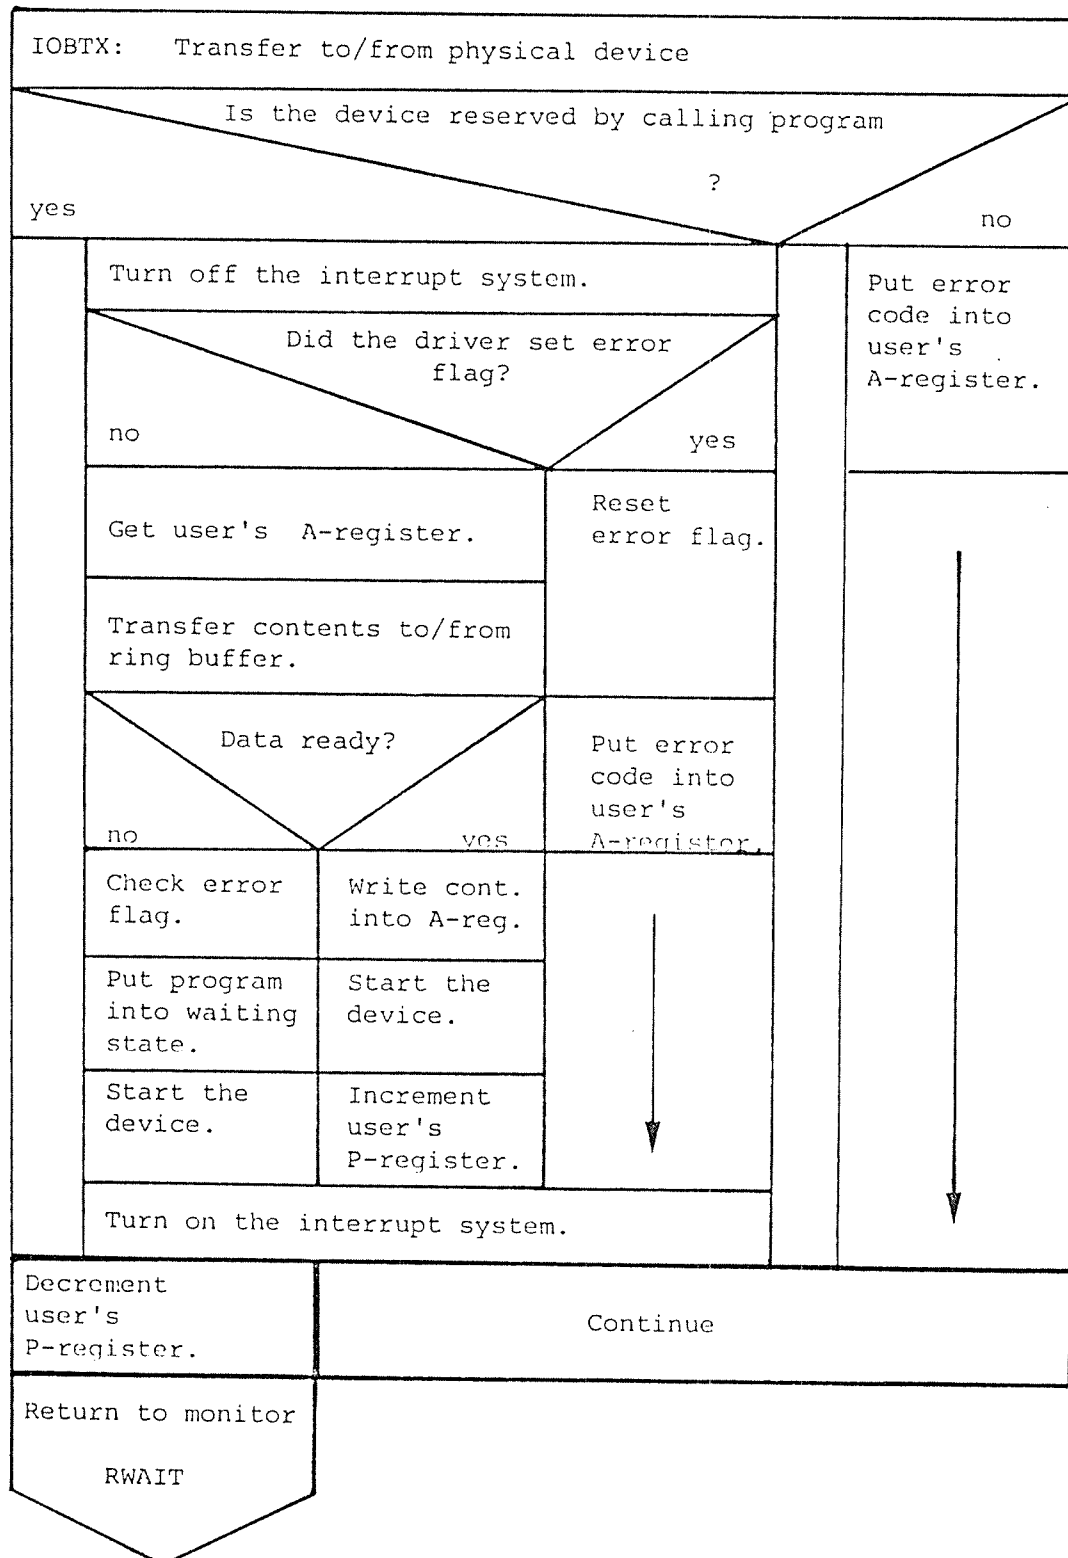 IOBTX: Transfer to/from physical device
Is the device reserved by calling program
?
yes
no
Turn off the interrupt system.
Put error
code into
user's
A-register.
Did the driver set error
flag?
no
yes
Get user's A-register.
Reset
error flag.
Transfer contents to/from
ring buffer.
Data ready?
no
yes
Put error
code into
user's
A-register.
Check error
flag.
Write cont.
into A-reg.
Put program
into waiting
state.
Start the
device.
Start the
device.
Increment
user's
P-register.
Turn on the interrupt system.
Decrement
user's
P-register.
Continue
Return to monitor
RWAIT